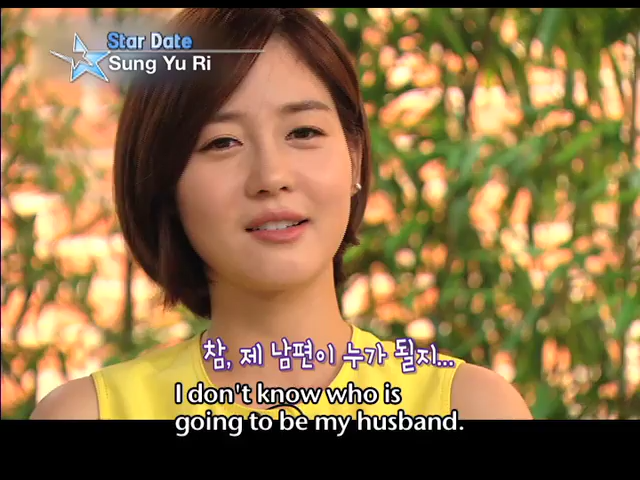 Star Date
Sung Yu Ri
참, 제 남편이 누가 될지...
I don't know who is
going to be my husband.